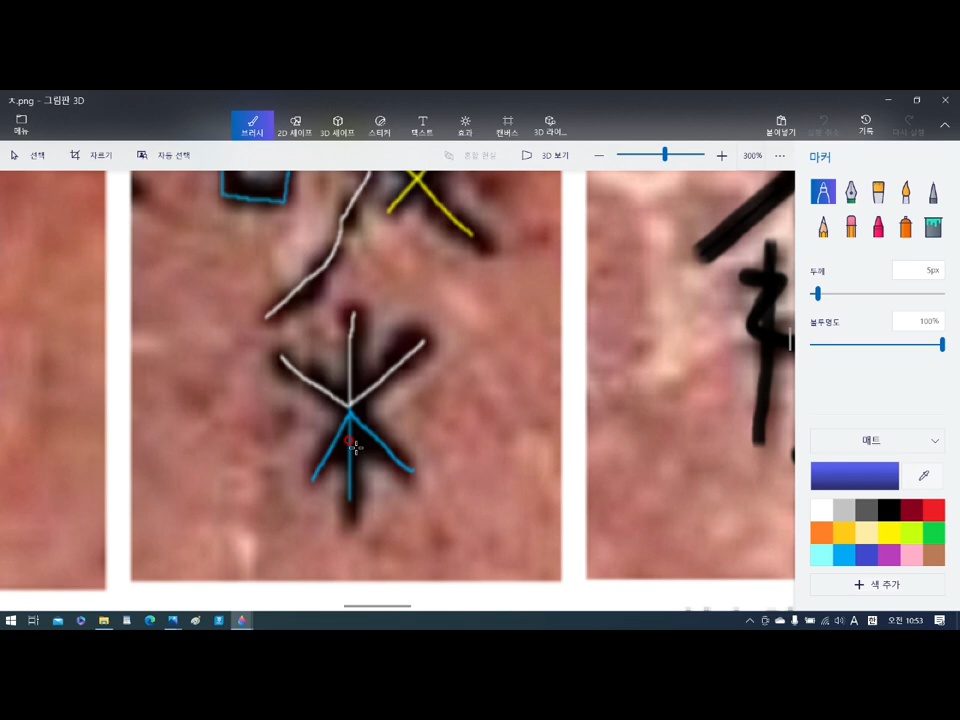 ㅊ.png - 그림판 3D
메뉴
브러시
2D 셰이프
3D 셰이프
스티커
텍스트
효과
캔버스
3D 라이...
붙여넣기
실행 취소
기록
다시 실행
선택
자르기
자동 선택
혼합 현실
3D 보기
300%
마커
두께
5px
불투명도
100%
매트
색 추가
A
오전 10:53